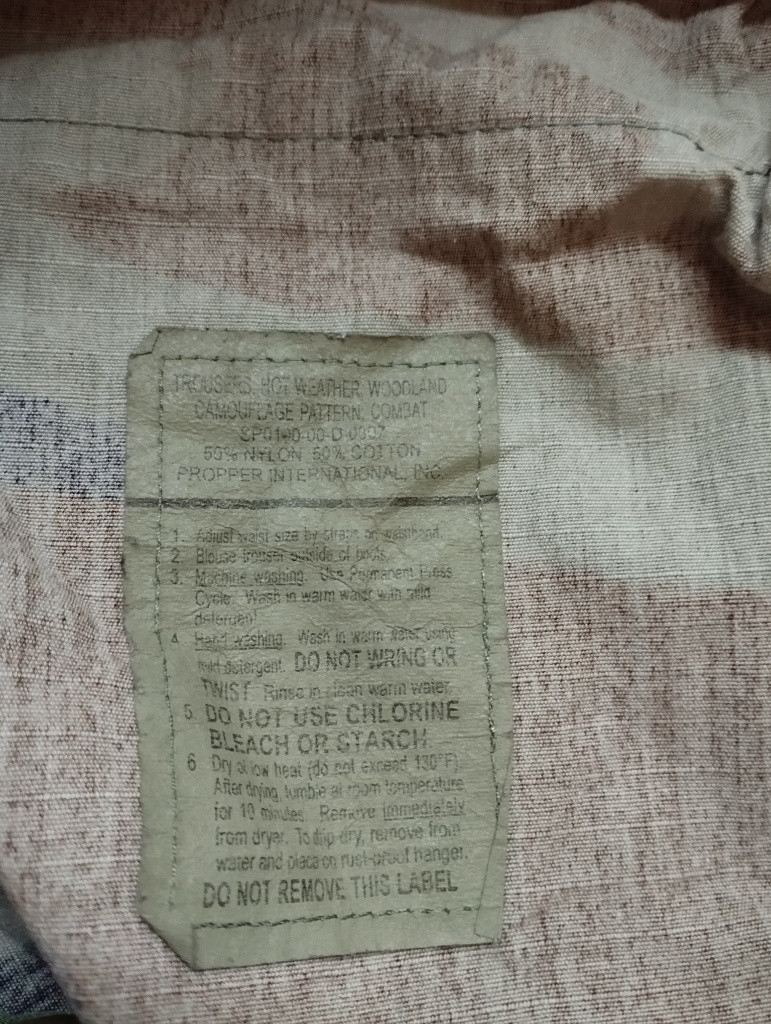 TROUSERS, HOT WEATHER, WOODLAND
CAMOUFLAGE PATTERN, COMBAT
SP0100-00-D-0007
50% NYLON 50% COTTON
PROPPER INTERNATIONAL, INC.
1. Adjust waist size by straps on waistband.
2. Blouse trouser outside of boots.
3. Machine washing. Use Permanent Press
Cycle. Wash in warm water with mild
detergent
4 Hand washing. Wash in warm water using
mild detergent. DO NOT WRING OR
TWIST Rinse in clean warm water.
5 DO NOT USE CHLORINE
BLEACH OR STARCH
6 Dry at low heat (do not exceed 130°F).
After drying, tumble at room temperature
for 10 minutes. Remove immediately
from dryer. To drip dry, remove from
water and place on rust-proof hanger.
DO NOT REMOVE THIS LABEL